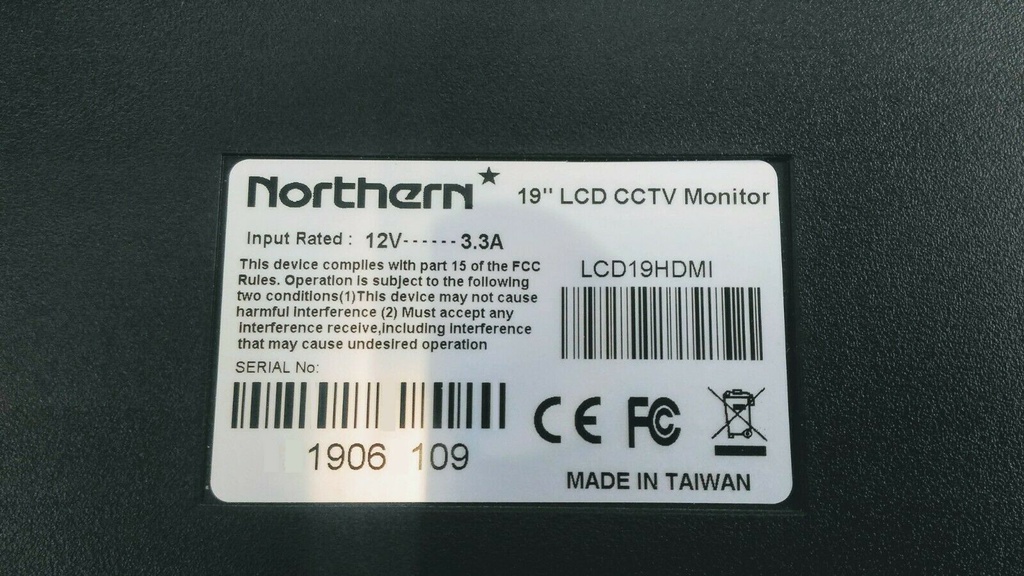 Northern★ 19" LCD CCTV Monitor
Input Rated : 12V------ 3.3A
This device complies with part 15 of the FCC
Rules. Operation is subject to the following
two conditions(1)This device may not cause
harmful interference (2) Must accept any
interference receive,including interference
that may cause undesired operation
LCD19HDMI
SERIAL No:
1906 109
CE FC
MADE IN TAIWAN